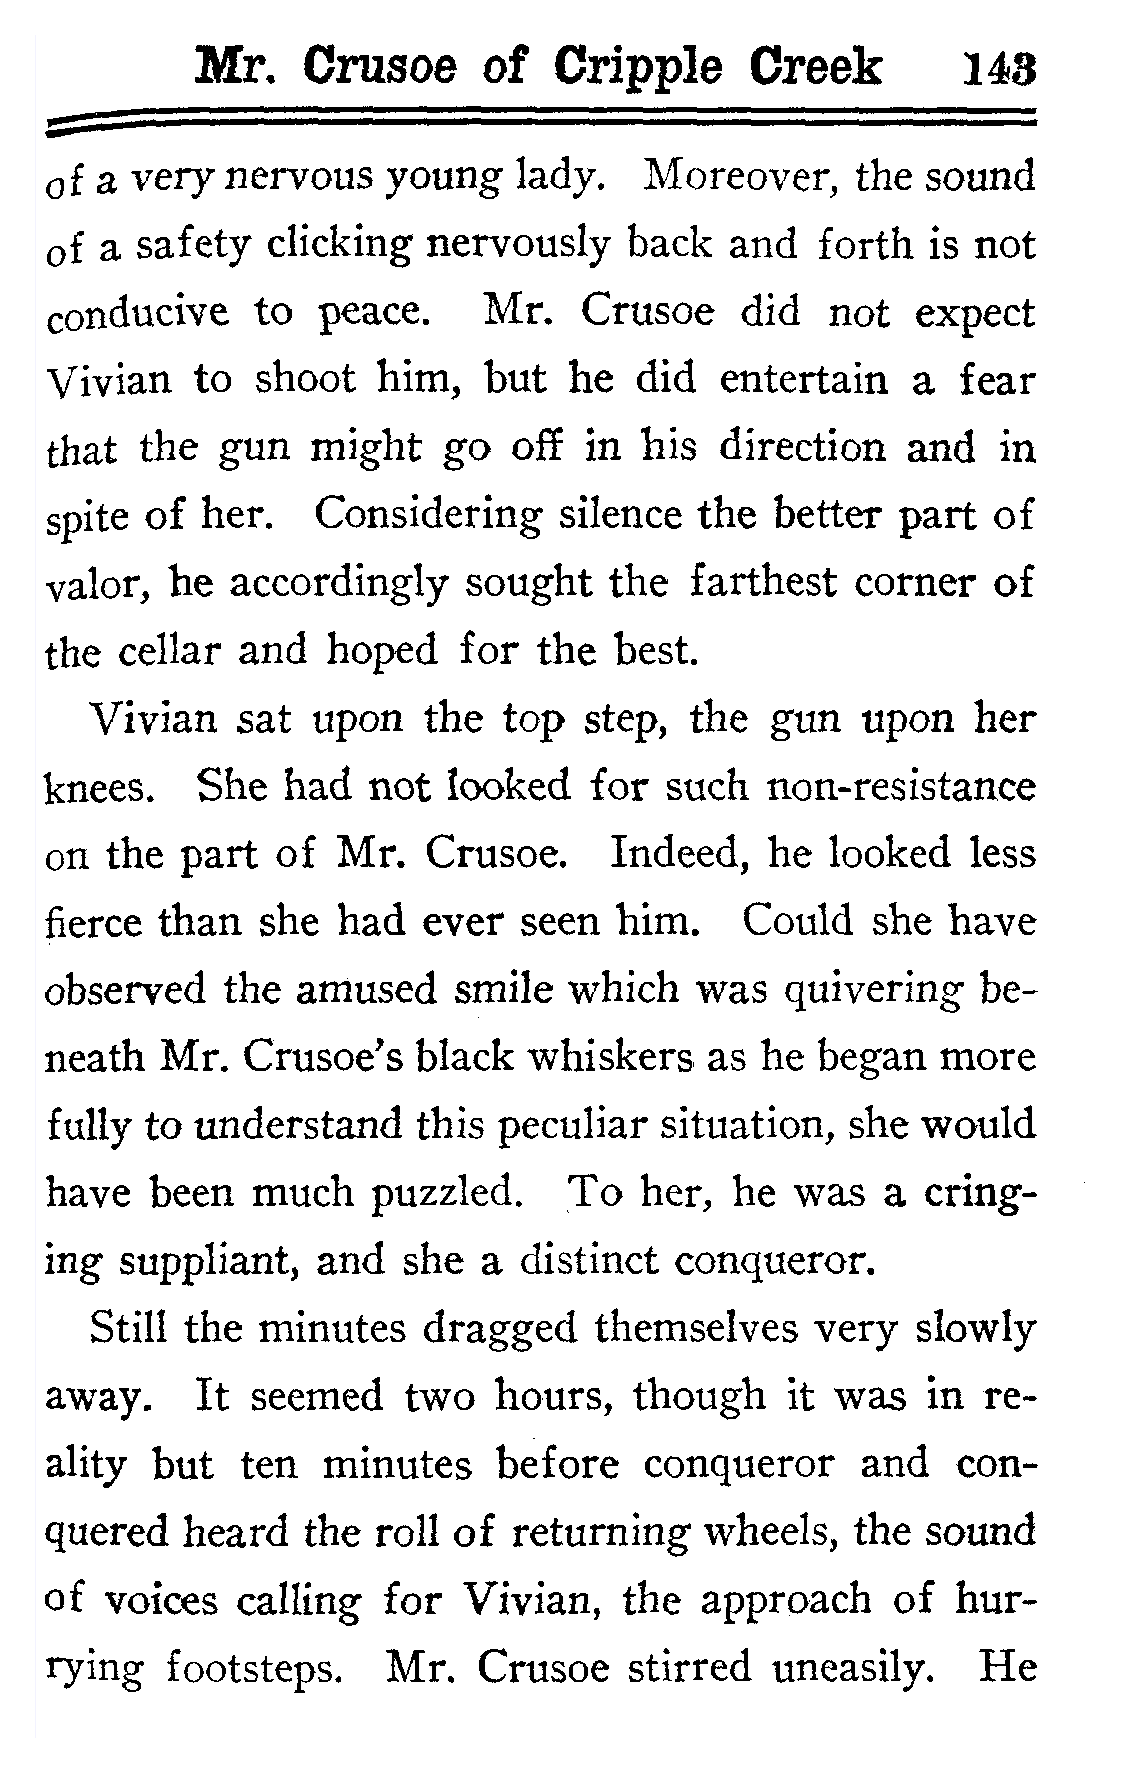 Mr. Crusoe of Cripple Creek 143
of a very nervous young lady. Moreover, the sound
of a safety clicking nervously back and forth is not
conducive to peace. Mr. Crusoe did not expect
Vivian to shoot him, but he did entertain a fear
that the gun might go off in his direction and in
spite of her. Considering silence the better part of
valor, he accordingly sought the farthest corner of
the cellar and hoped for the best.
Vivian sat upon the top step, the gun upon her
knees. She had not looked for such non-resistance
on the part of Mr. Crusoe. Indeed, he looked less
fierce than she had ever seen him. Could she have
observed the amused smile which was quivering be-
neath Mr. Crusoe's black whiskers as he began more
fully to understand this peculiar situation, she would
have been much puzzled. To her, he was a cring-
ing suppliant, and she a distinct conqueror.
Still the minutes dragged themselves very slowly
away. It seemed two hours, though it was in re-
ality but ten minutes before conqueror and con-
quered heard the roll of returning wheels, the sound
of voices calling for Vivian, the approach of hur-
rying footsteps. Mr. Crusoe stirred uneasily. He